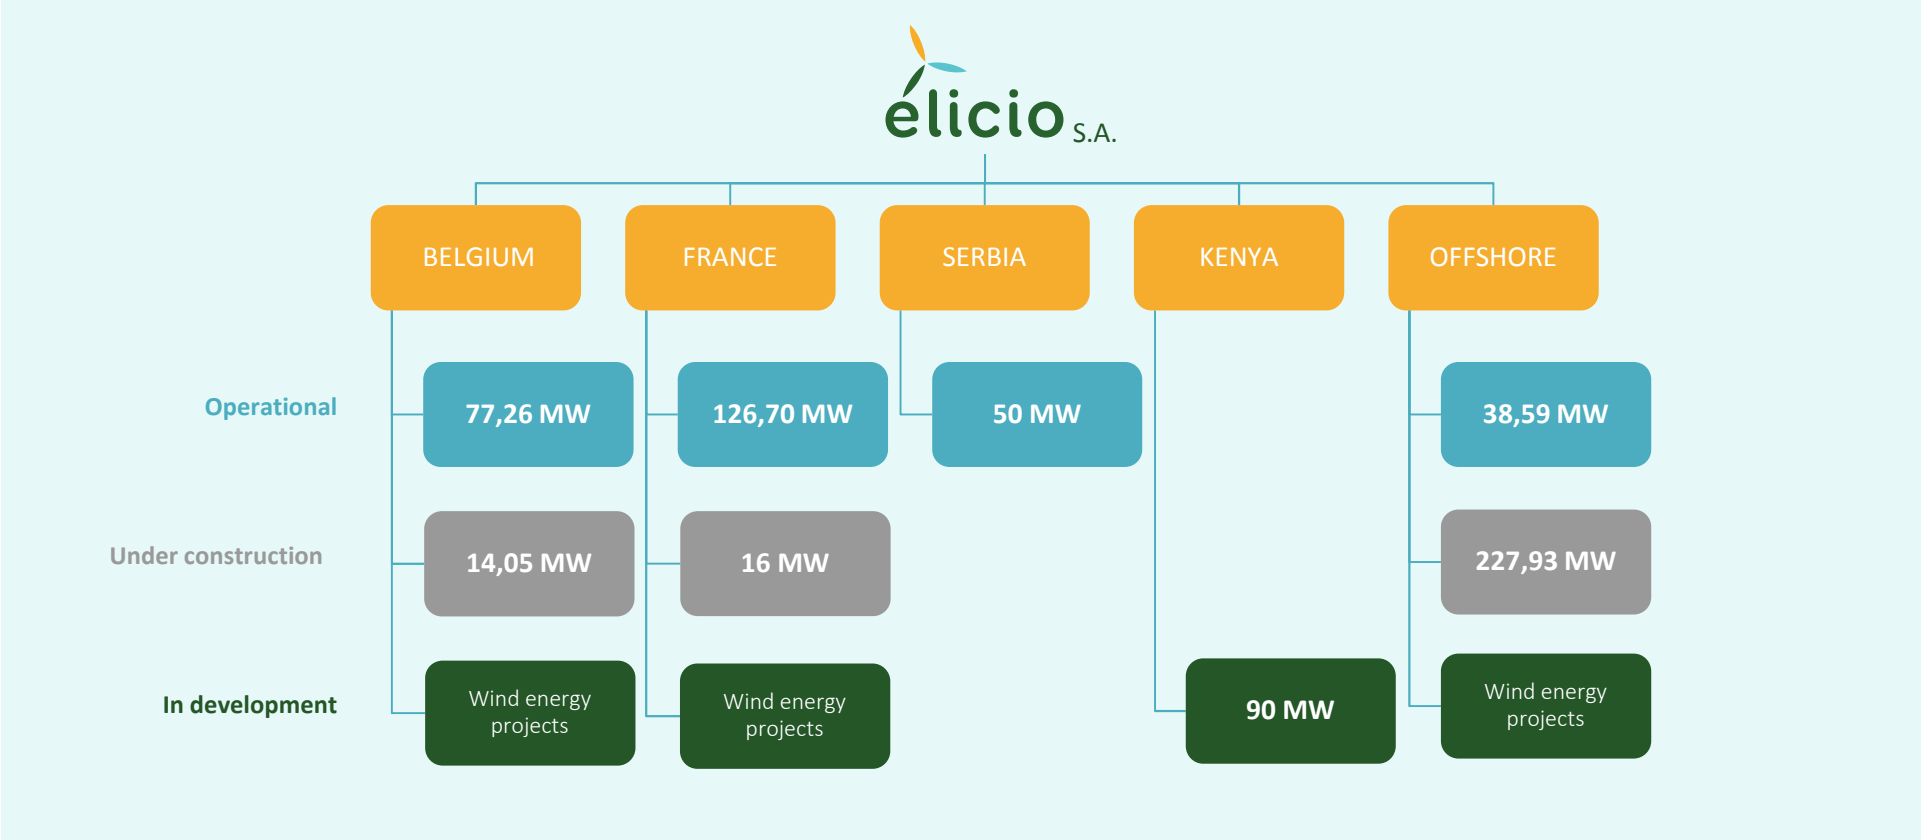 élicio S.A.
BELGIUM
FRANCE
SERBIA
KENYA
OFFSHORE
Operational
77,26 MW
126,70 MW
50 MW
38,59 MW
Under construction
14,05 MW
16 MW
227,93 MW
In development
Wind energy
projects
Wind energy
projects
90 MW
Wind energy
projects